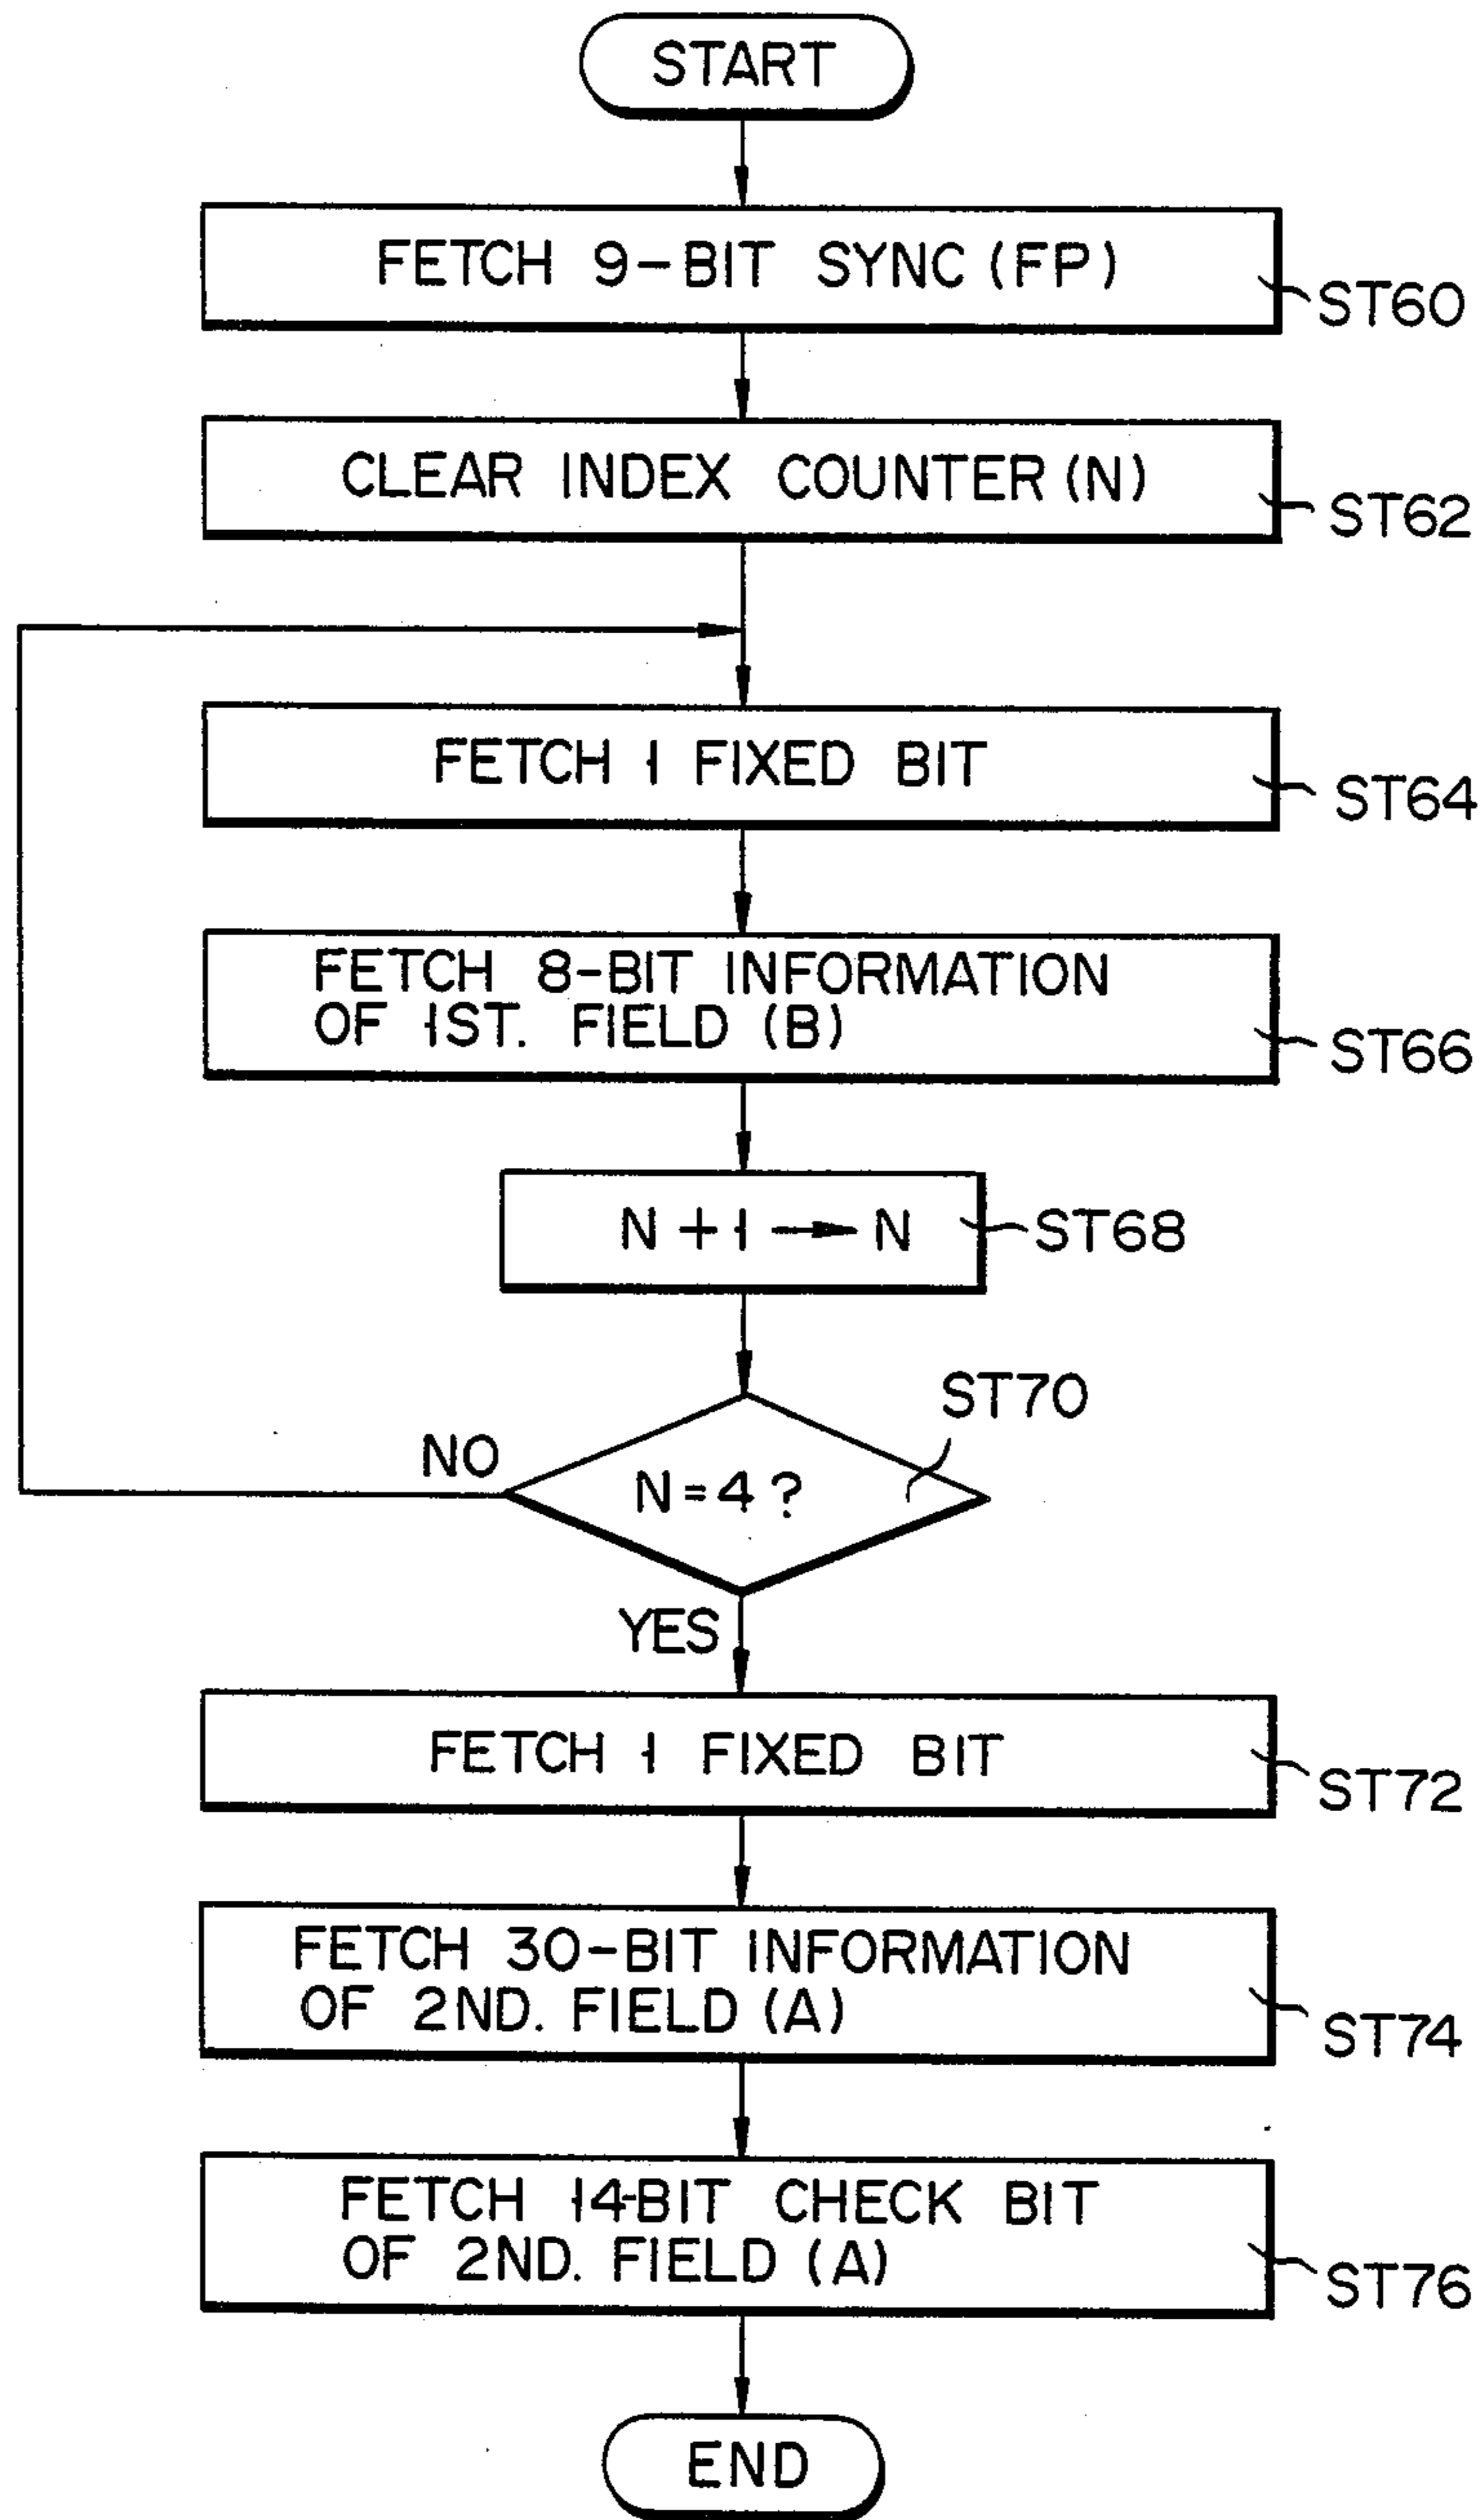 START
FETCH 9-BIT SYNC (FP)
ST60
CLEAR INDEX COUNTER (N)
ST62
FETCH 1 FIXED BIT
ST64
FETCH 8-BIT INFORMATION
OF 1ST. FIELD (B)
ST66
N + 1 → N
ST68
ST70
NO
N=4?
YES
FETCH 1 FIXED BIT
ST72
FETCH 30-BIT INFORMATION
OF 2ND. FIELD (A)
ST74
FETCH 14-BIT CHECK BIT
OF 2ND. FIELD (A)
ST76
END